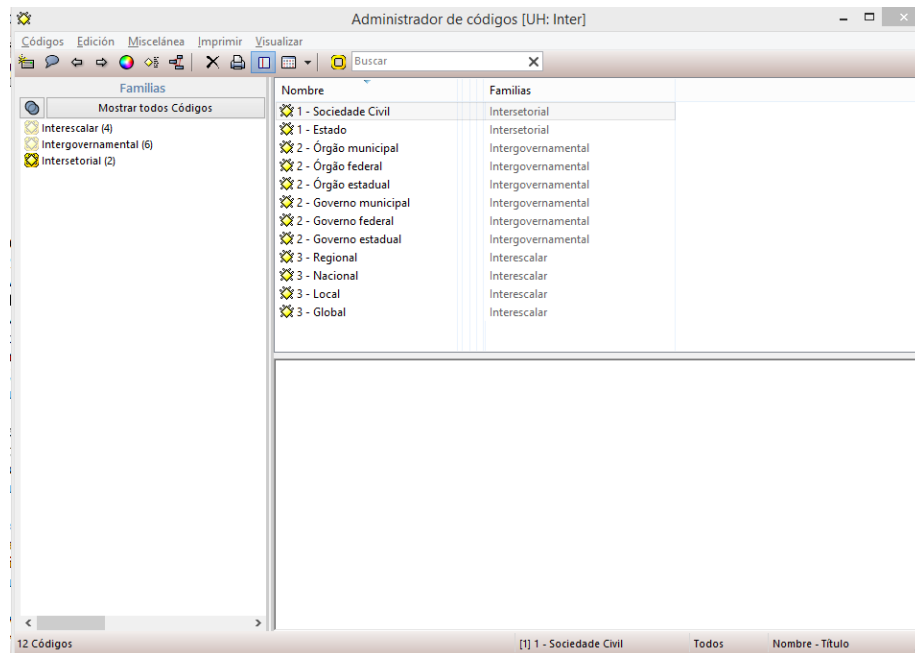 Administrador de códigos [UH: Inter]
Códigos Edición Miscelánea Imprimir Visualizar
Buscar
Familias
Mostrar todos Códigos
Interescalar (4)
Intergovernamental (6)
Intersetorial (2)
Nombre Familias
1 - Sociedade Civil Intersetorial
1 - Estado Intersetorial
2 - Órgão municipal Intergovernamental
2 - Órgão federal Intergovernamental
2 - Órgão estadual Intergovernamental
2 - Governo municipal Intergovernamental
2 - Governo federal Intergovernamental
2 - Governo estadual Intergovernamental
3 - Regional Interescalar
3 - Nacional Interescalar
3 - Local Interescalar
3 - Global Interescalar
12 Códigos [1] 1 - Sociedade Civil Todos Nombre - Título